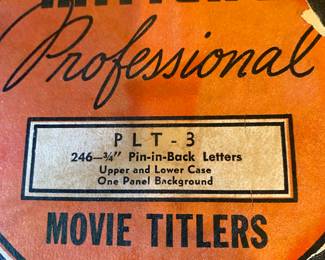 Professional
PLT-3
246—¾" Pin-in-Back Letters
Upper and Lower Case
One Panel Background
MOVIE TITLERS